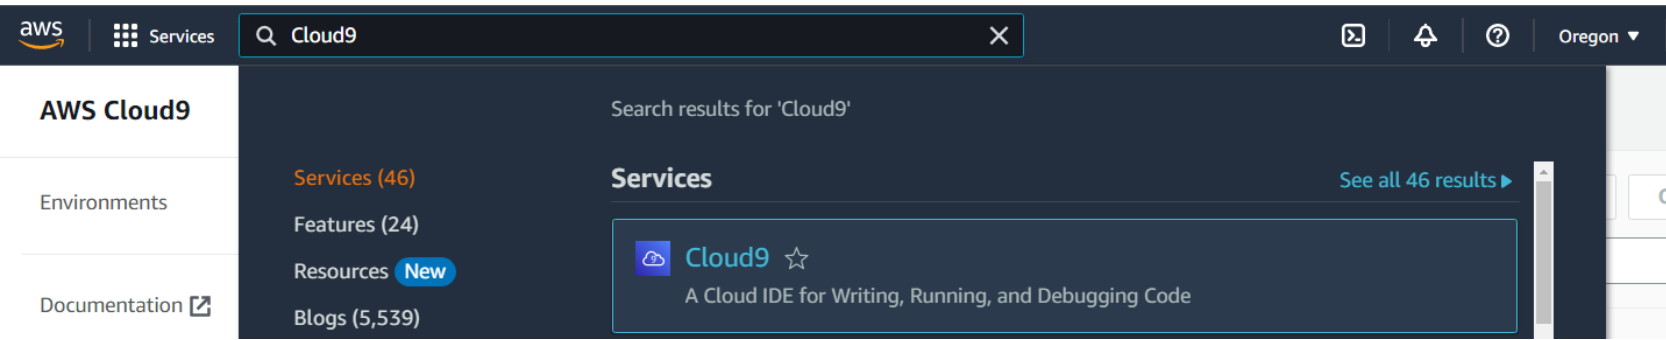 aws
Services
Cloud9
Oregon
AWS Cloud9
Environments
Documentation
Search results for 'Cloud9'
Services (46)
Features (24)
Resources New
Blogs (5,539)
Services
See all 46 results
Cloud9
A Cloud IDE for Writing, Running, and Debugging Code